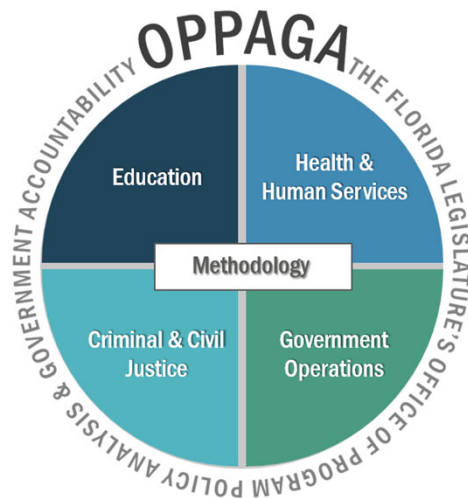 OPPAGA
THE FLORIDA LEGISLATURE'S OFFICE OF PROGRAM POLICY ANALYSIS & GOVERNMENT ACCOUNTABILITY
Education
Health &
Human Services
Methodology
Criminal & Civil
Justice
Government
Operations